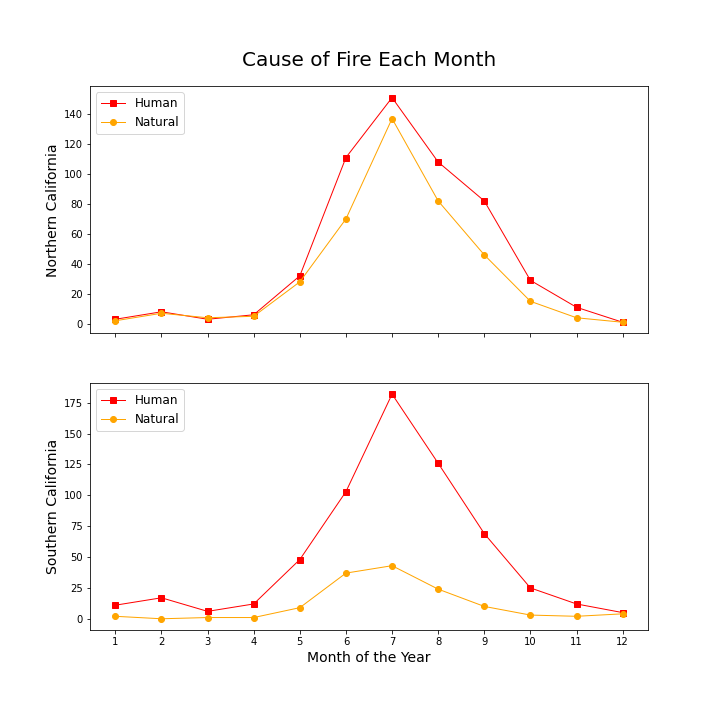 Cause of Fire Each Month
Human
Natural
Northern California
140
120
100
80
60
40
20
0
Human
Natural
Southern California
175
150
125
100
75
50
25
0
1 2 3 4 5 6 7 8 9 10 11 12
Month of the Year